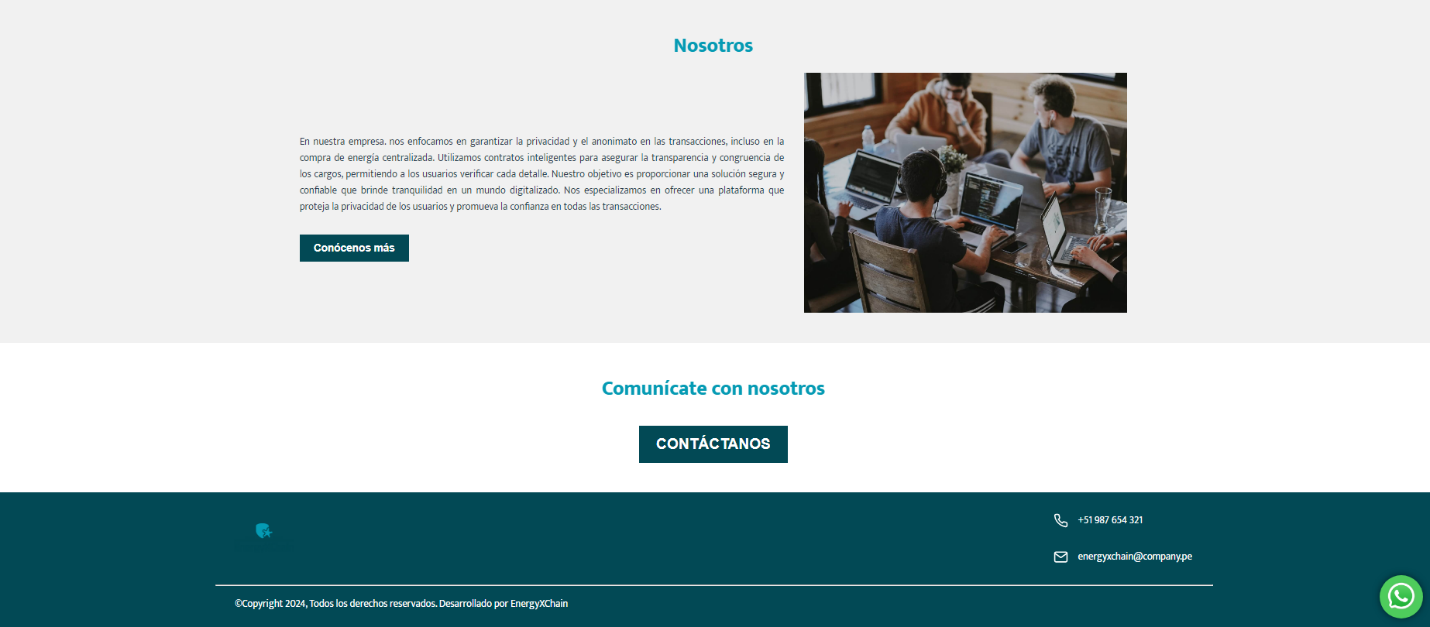 Nosotros
En nuestra empresa. nos enfocamos en garantizar la privacidad y el anonimato en las transacciones, incluso en la
compra de energía centralizada. Utilizamos contratos inteligentes para asegurar la transparencia y congruencia de
los cargos, permitiendo a los usuarios verificar cada detalle. Nuestro objetivo es proporcionar una solución segura y
confiable que brinde tranquilidad en un mundo digitalizado. Nos especializamos en ofrecer una plataforma que
proteja la privacidad de los usuarios y promueva la confianza en todas las transacciones.
Conócenos más
Comunícate con nosotros
CONTÁCTANOS
+51 987 654 321
energyxchain@company.pe
©Copyright 2024, Todos los derechos reservados. Desarrollado por EnergyXChain